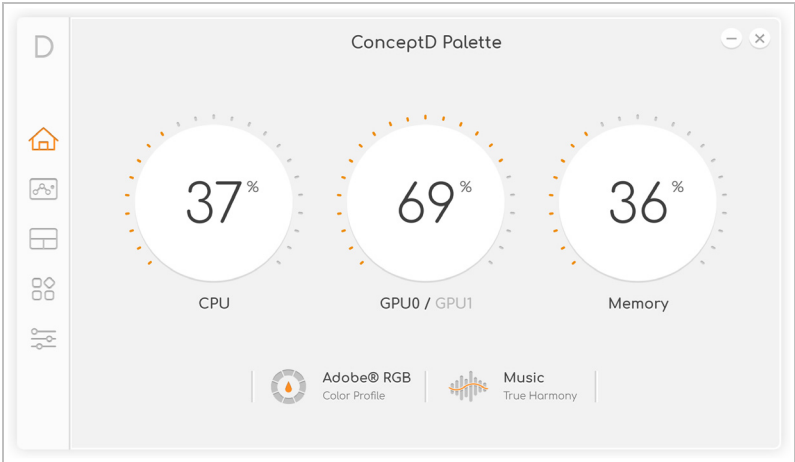 D
ConceptD Palette
37%
69%
36%
CPU
GPU0 / GPU1
Memory
Adobe® RGB
Color Profile
Music
True Harmony